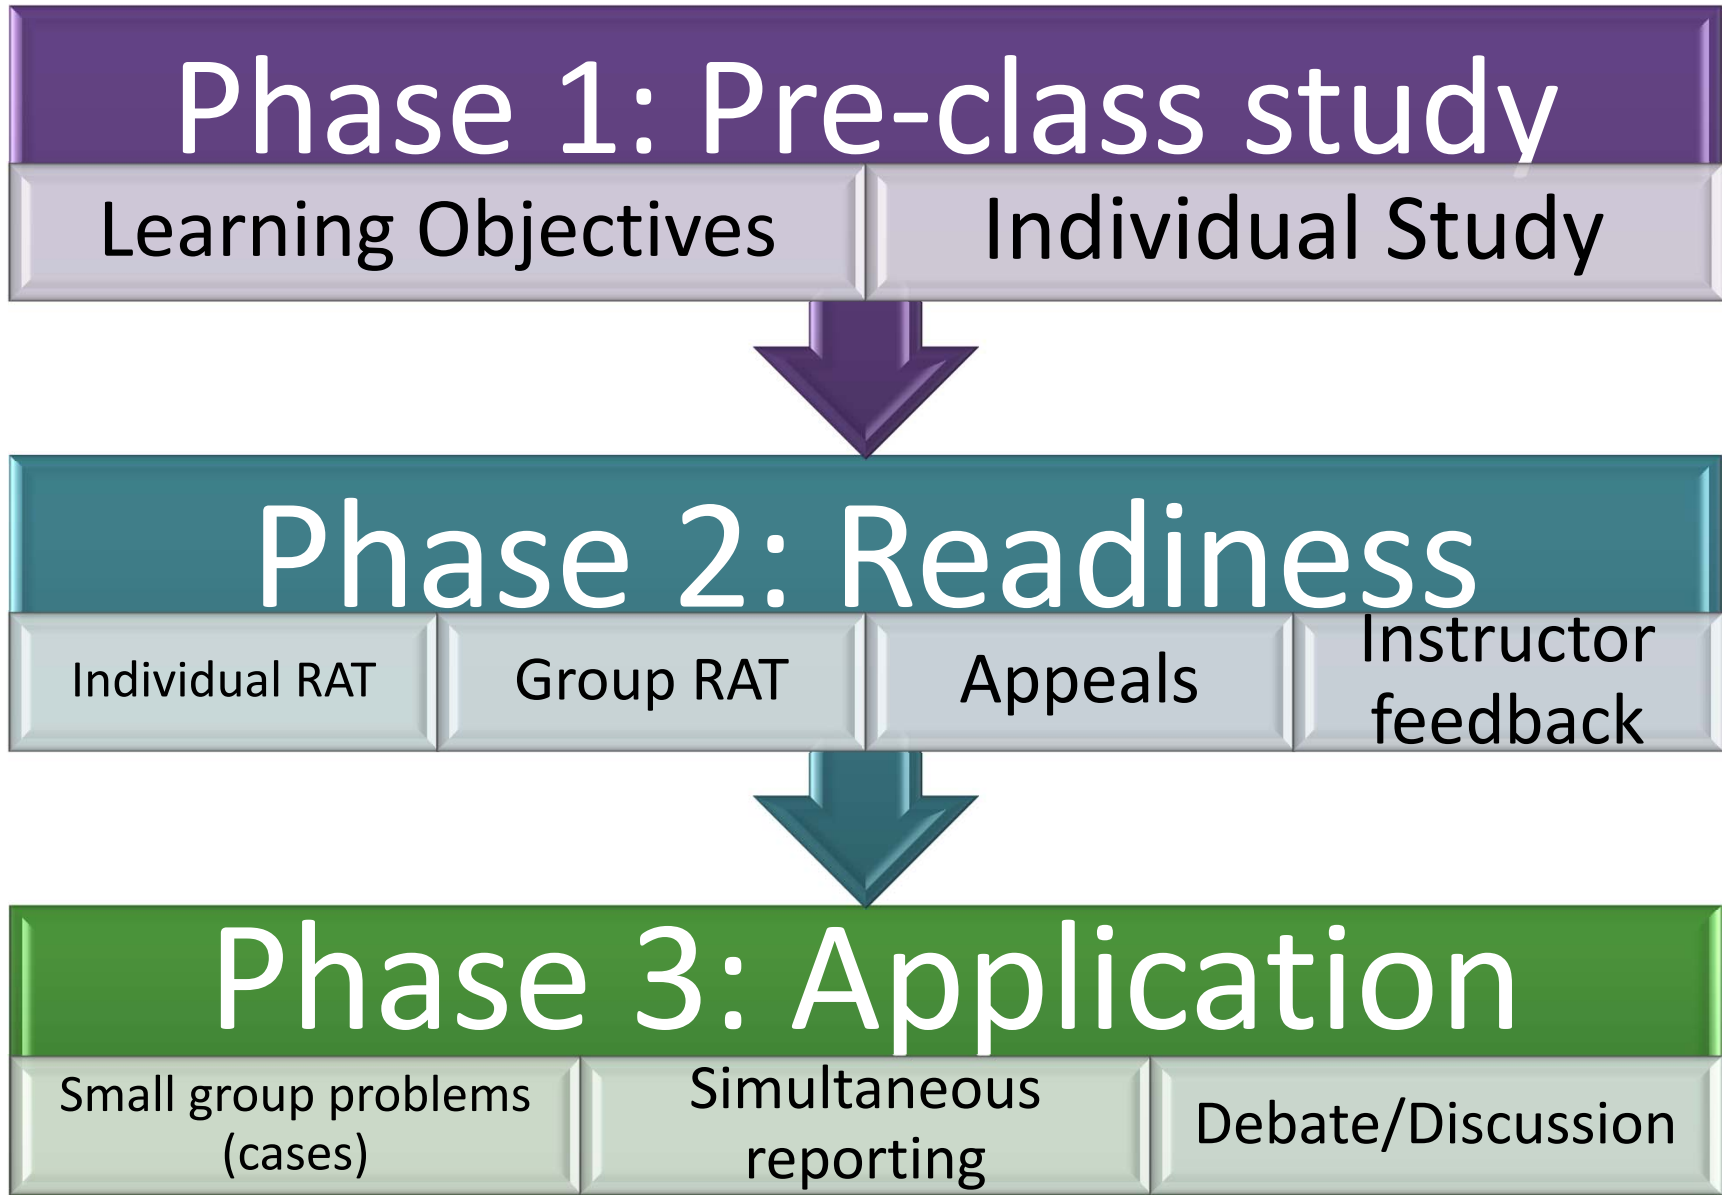 Phase 1: Pre-class study
Learning Objectives
Individual Study
Phase 2: Readiness
Individual RAT
Group RAT
Appeals
Instructor
feedback
Phase 3: Application
Small group problems
(cases)
Simultaneous
reporting
Debate/Discussion